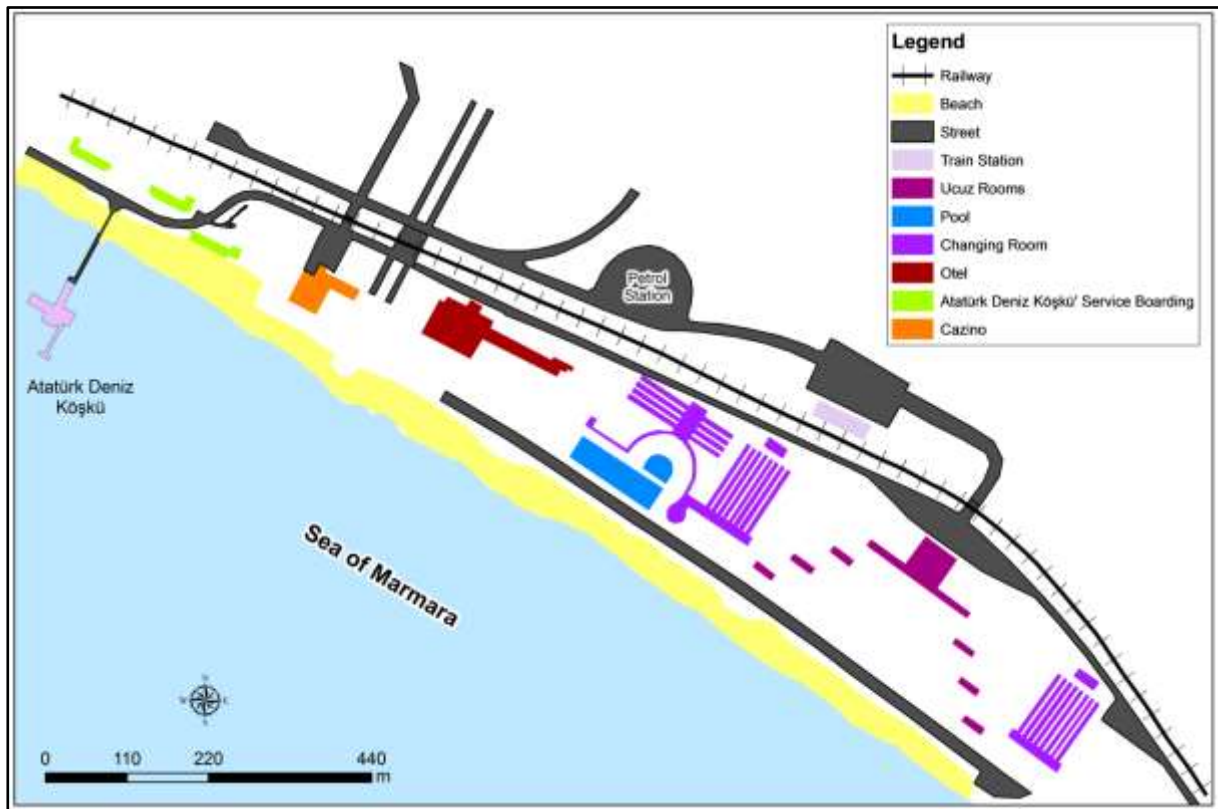 Legend
Railway
Beach
Street
Train Station
Ucuz Rooms
Pool
Changing Room
Otel
Atatürk Deniz Köşkü/ Service Boarding
Cazino
Petrol
Station
Atatürk Deniz
Köşkü
Sea of Marmara
N
W E
S
0 110 220 440
m